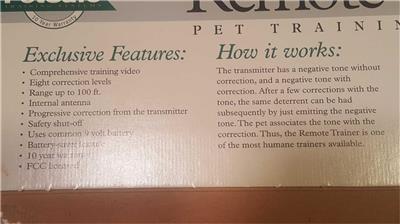 TRAINING SYSTEMS
10 Year Warranty
Remote
PET TRAININ
Exclusive Features:
• Comprehensive training video
• Eight correction levels
• Range up to 100 ft.
• Internal antenna
• Progressive correction from the transmitter
• Safety shut-off
• Uses common 9 volt battery
• Battery-saver
• 10 year warranty
• FCC licensed
How it works:
The transmitter has a negative tone without
correction, and a negative tone with
correction. After a few corrections with the
tone, the same deterrent can be had
subsequently by just emitting the negative
tone. The pet associates the tone with the
correction. Thus, the Remote Trainer is one
of the most humane trainers available.